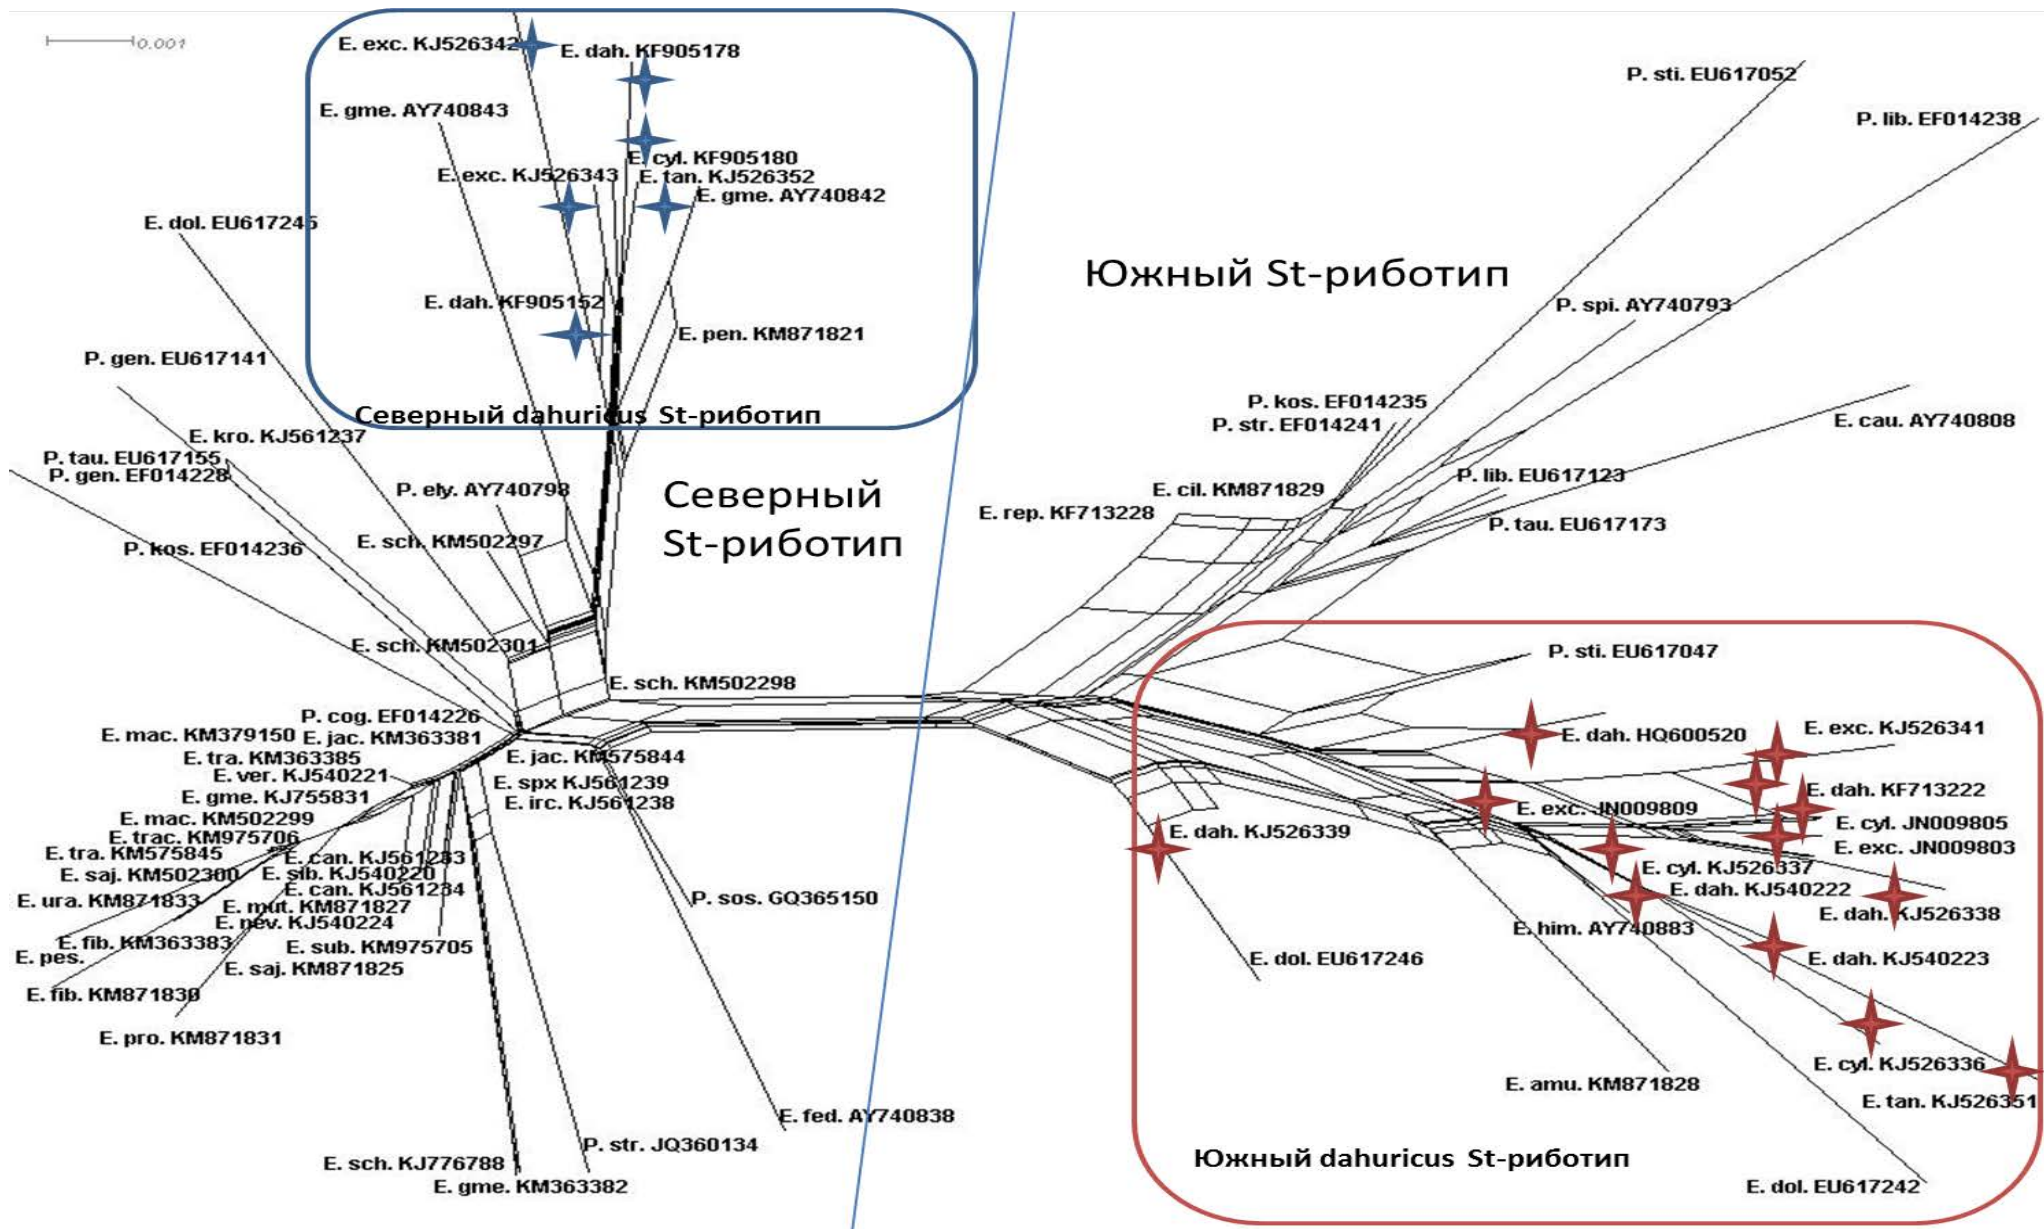 0.001
E. exc. KJ526342
E. dah. KF905178
P. sti. EU617052
E. gme. AY740843
P. lib. EF014238
E. cyl. KF905180
E. exc. KJ526343
E. tan. KJ526352
E. gme. AY740842
E. dol. EU617245
Южный St-риботип
E. dah. KF905152
P. spi. AY740793
E. pen. KM871821
P. gen. EU617141
P. kos. EF014235
Северный dahuricus St-риботип
P. str. EF014241
E. cau. AY740808
E. kro. KJ561237
P. tau. EU617155
P. gen. EF014228
P. lib. EU617123
P. ely. AY740793
E. cil. KM871829
Северный
St-риботип
E. rep. KF713228
P. tau. EU617173
E. sch. KM502297
P. kos. EF014236
E. sch. KM502301
P. sti. EU617047
E. sch. KM502298
P. cog. EF014226
E. mac. KM379150
E. jac. KM363381
E. exc. KJ526341
E. dah. HQ600520
E. tra. KM363385
E. jac. KM575844
E. ver. KJ540221
E. spx KJ561239
E. dah. KF713222
E. gme. KJ755831
E. irc. KJ561238
E. exc. JN009809
E. mac. KM502299
E. cyl. JN009805
E. dah. KJ526339
E. trac. KM975706
E. exc. JN009803
E. tra. KM575845
E. can. KJ561233
E. cyl. KJ526337
E. saj. KM502300
E. sib. KJ540220
E. can. KJ561234
E. dah. KJ540222
E. ura. KM871833
E. mut. KM871827
P. sos. GQ365150
E. dah. KJ526338
E. nev. KJ540224
E. him. AY740883
E. fib. KM363383
E. sub. KM975705
E. pes.
E. dol. EU617246
E. dah. KJ540223
E. saj. KM871825
E. fib. KM871830
E. pro. KM871831
E. cyl. KJ526336
E. amu. KM871828
E. tan. KJ526351
E. fed. AY740838
P. str. JQ360134
E. sch. KJ776788
Южный dahuricus St-риботип
E. gme. KM363382
E. dol. EU617242